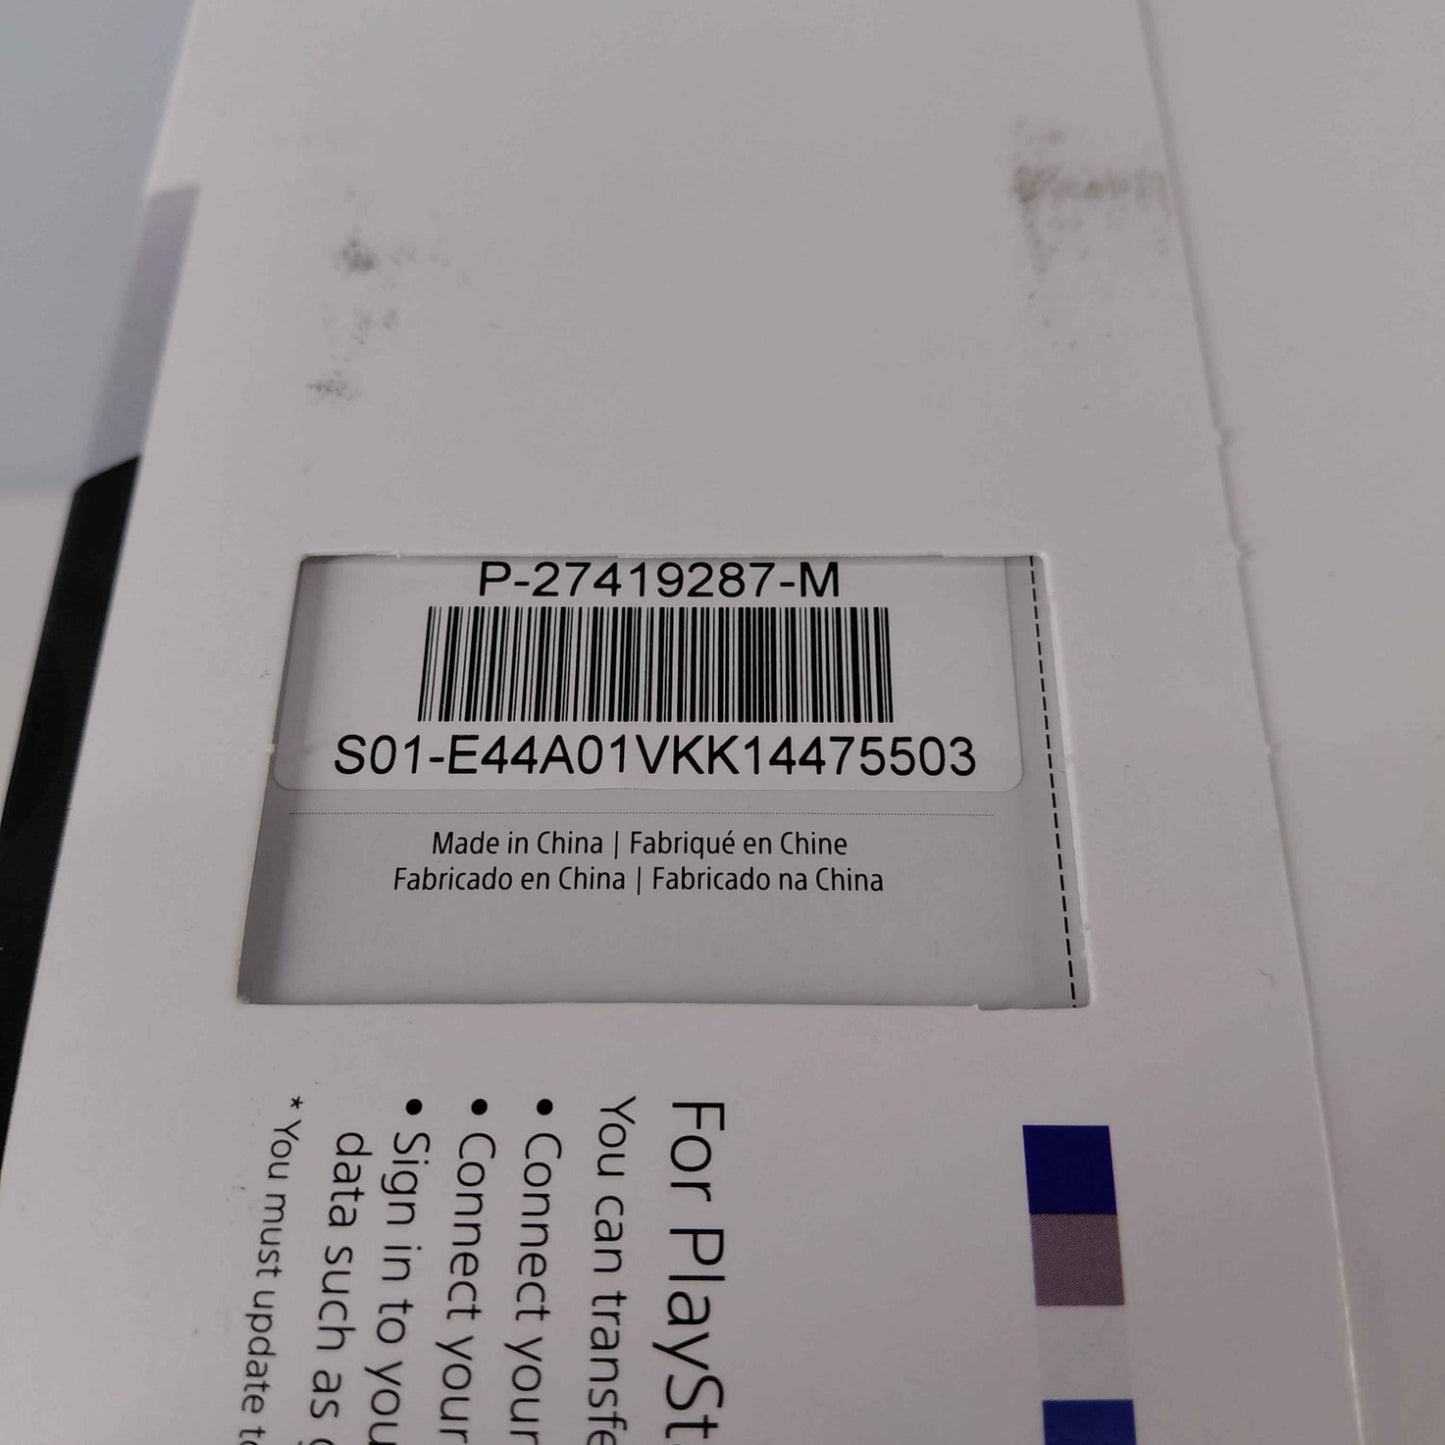 P-27419287-M
S01-E44A01VKK14475503
Made in China | Fabriqué en Chine
Fabricado en China | Fabricado na China
For PlaySt
You can transfe
• Connect your
• Connect your
• Sign in to you
data such as
* You must update to